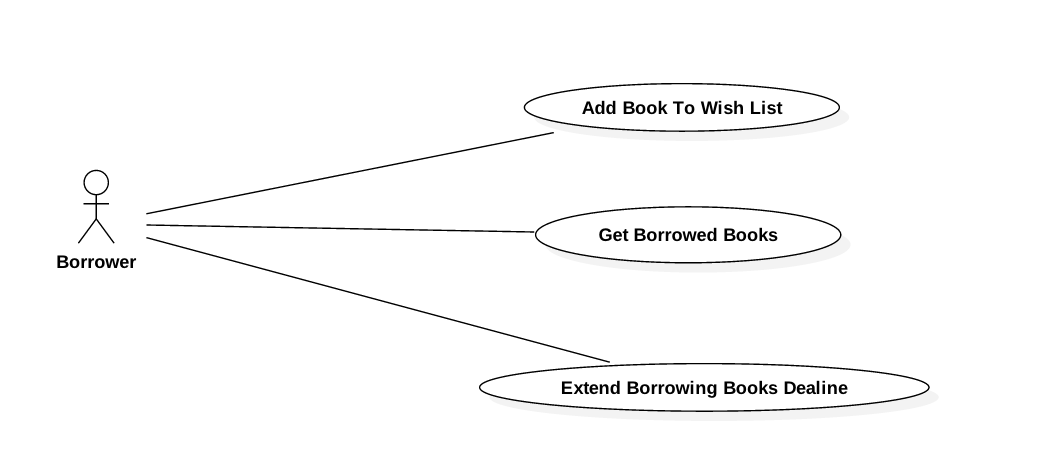 Add Book To Wish List
Borrower
Get Borrowed Books
Extend Borrowing Books Dealine